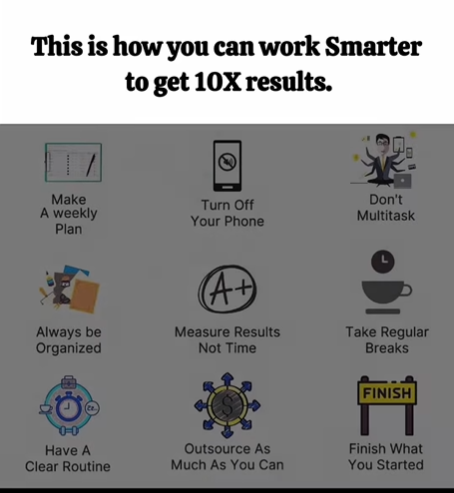 This is how you can work Smarter
to get 10X results.
Make
A weekly
Plan
Turn Off
Your Phone
Don't
Multitask
Always be
Organized
A+
Measure Results
Not Time
Take Regular
Breaks
Have A
Clear Routine
$
Outsource As
Much As You Can
FINISH
Finish What
You Started